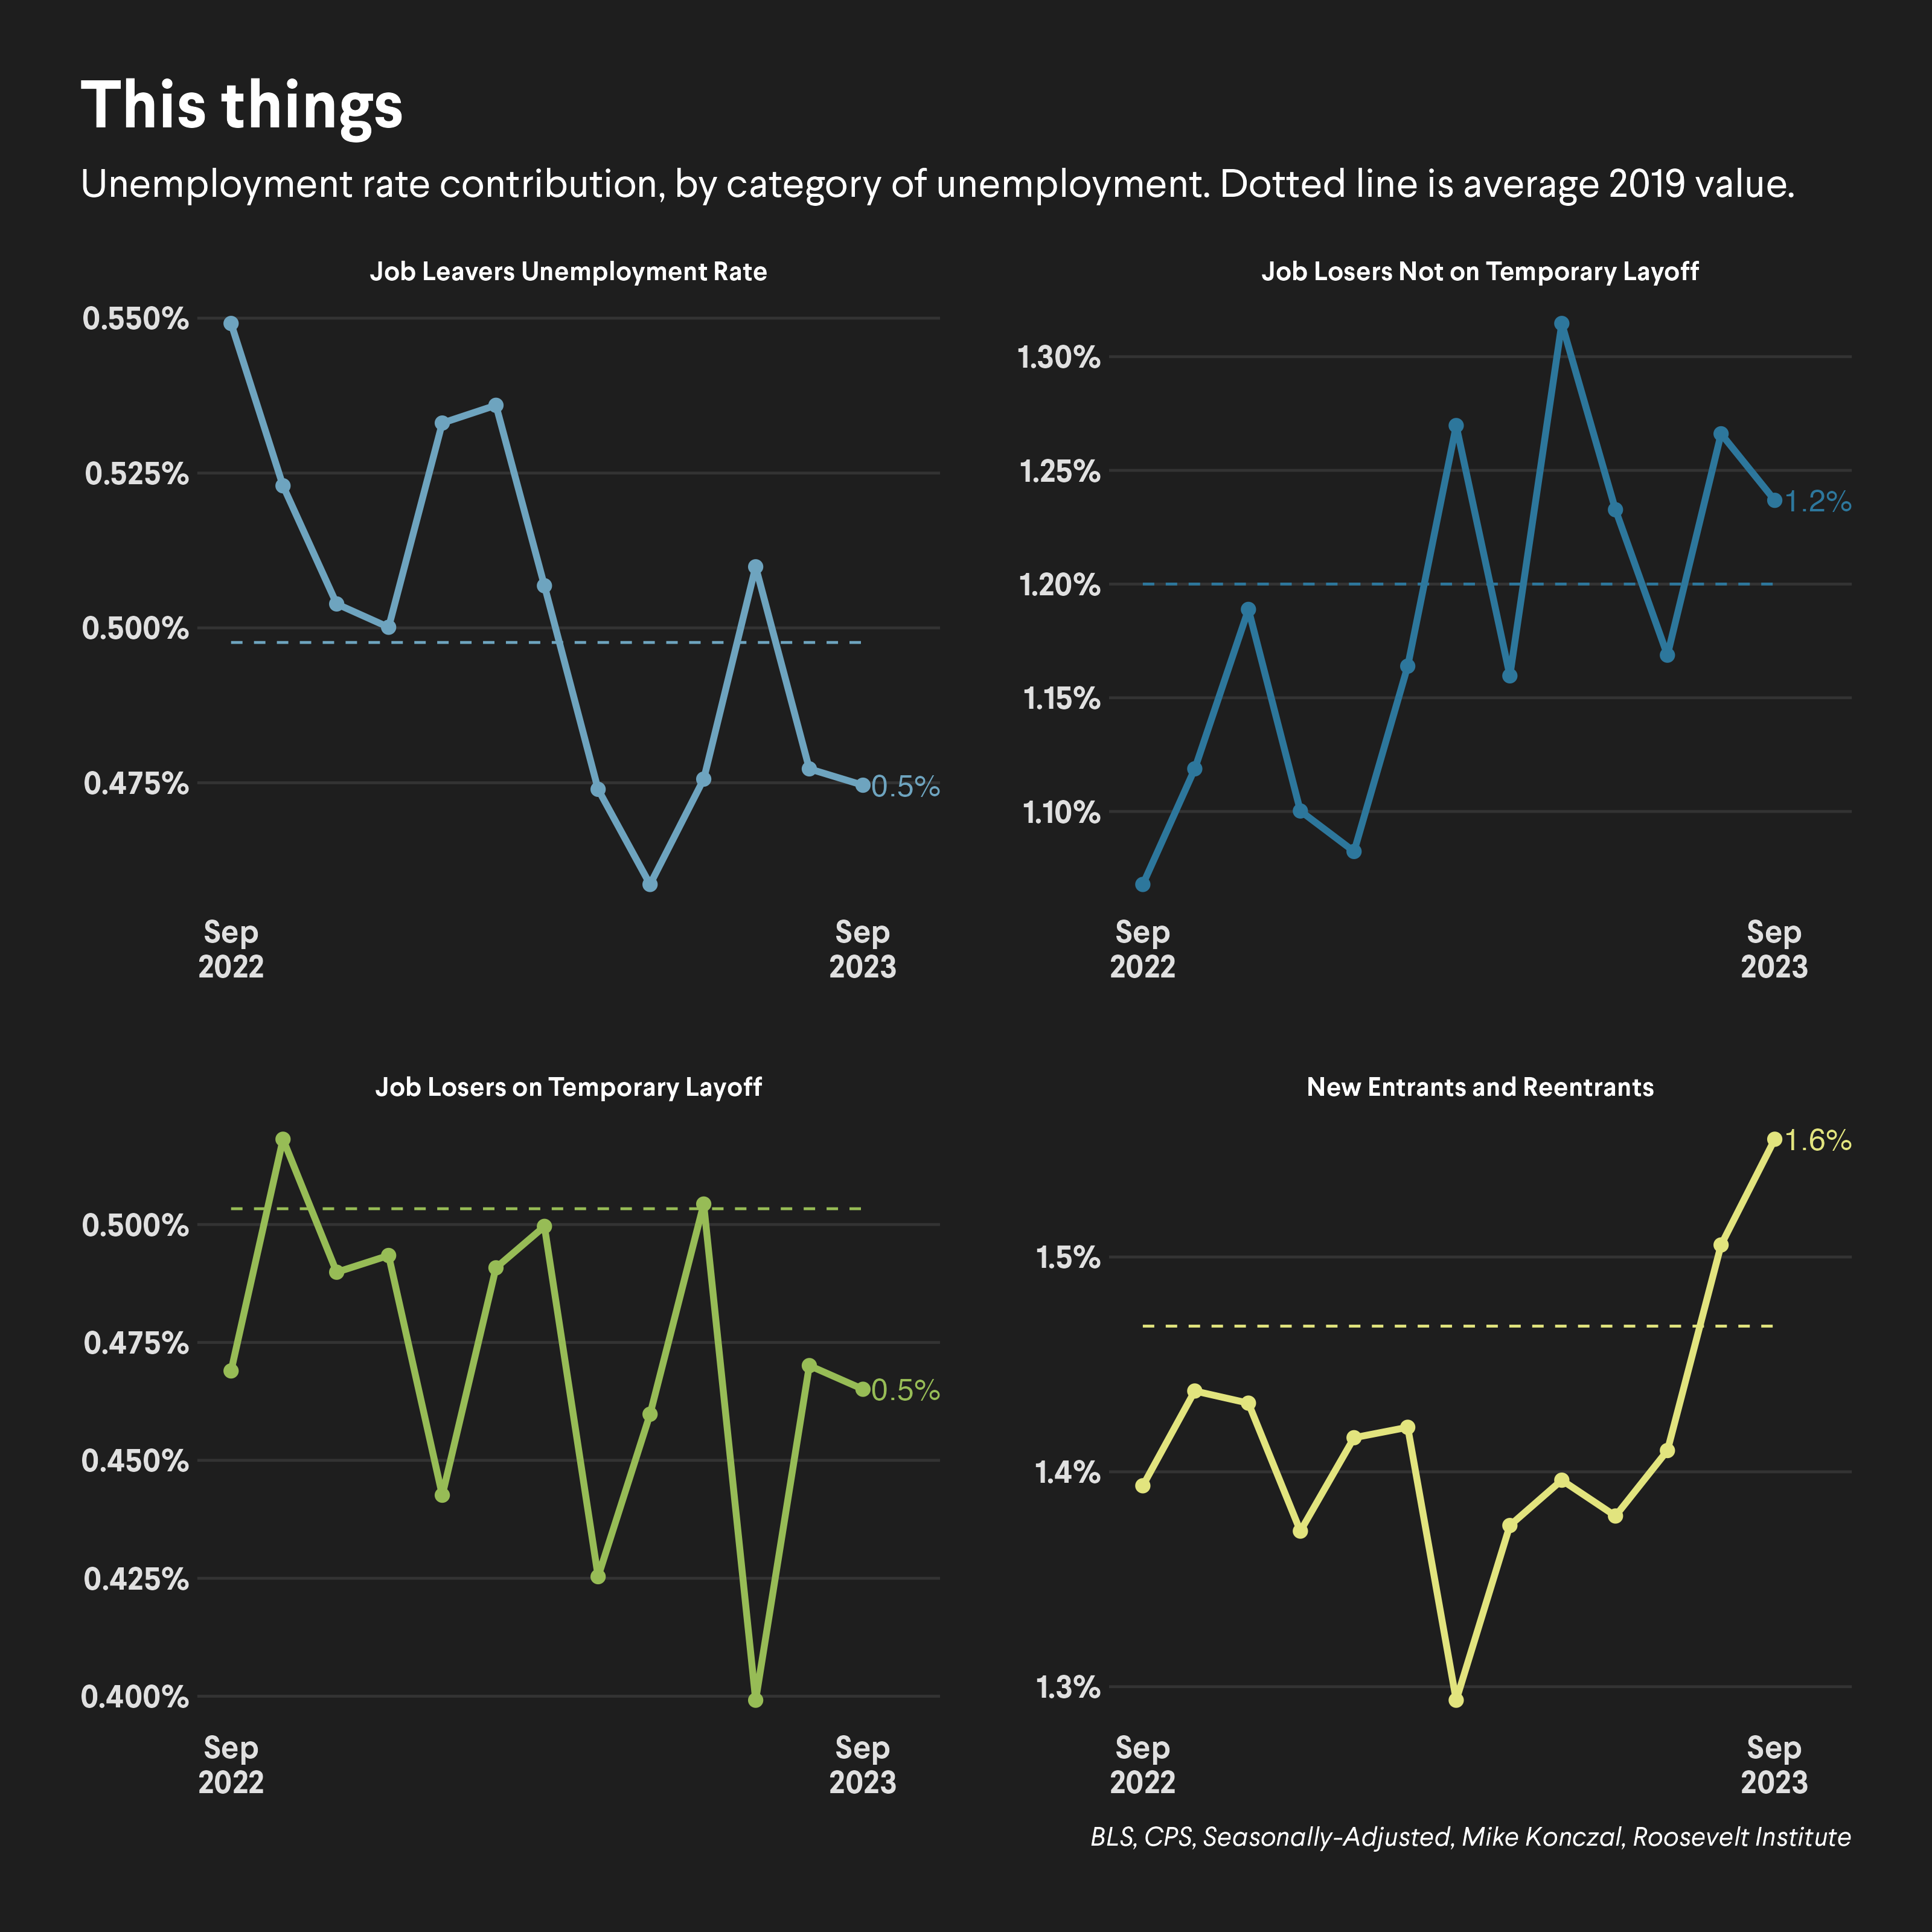 This things
Unemployment rate contribution, by category of unemployment. Dotted line is average 2019 value.
Job Leavers Unemployment Rate
0.550%
0.525%
0.500%
0.475%
0.5%
Sep
2022
Sep
2023
Job Losers Not on Temporary Layoff
1.30%
1.25%
1.20%
1.15%
1.10%
1.2%
Sep
2022
Sep
2023
Job Losers on Temporary Layoff
0.500%
0.475%
0.450%
0.425%
0.400%
0.5%
Sep
2022
Sep
2023
New Entrants and Reentrants
1.6%
1.5%
1.4%
1.3%
Sep
2022
Sep
2023
BLS, CPS, Seasonally-Adjusted, Mike Konczal, Roosevelt Institute